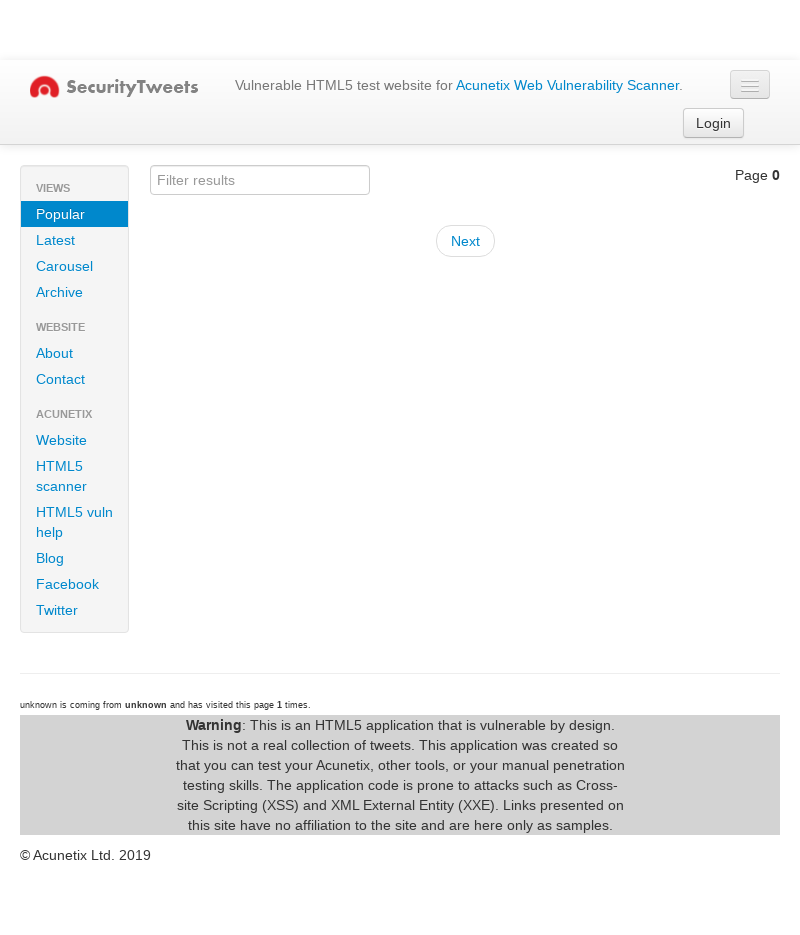 SecurityTweets
Vulnerable HTML5 test website for Acunetix Web Vulnerability Scanner.
Login
VIEWS
Popular
Latest
Carousel
Archive
WEBSITE
About
Contact
ACUNETIX
Website
HTML5
scanner
HTML5 vuln
help
Blog
Facebook
Twitter
Filter results
Page 0
Next
unknown is coming from unknown and has visited this page 1 times.
Warning: This is an HTML5 application that is vulnerable by design.
This is not a real collection of tweets. This application was created so
that you can test your Acunetix, other tools, or your manual penetration
testing skills. The application code is prone to attacks such as Cross-
site Scripting (XSS) and XML External Entity (XXE). Links presented on
this site have no affiliation to the site and are here only as samples.
© Acunetix Ltd. 2019